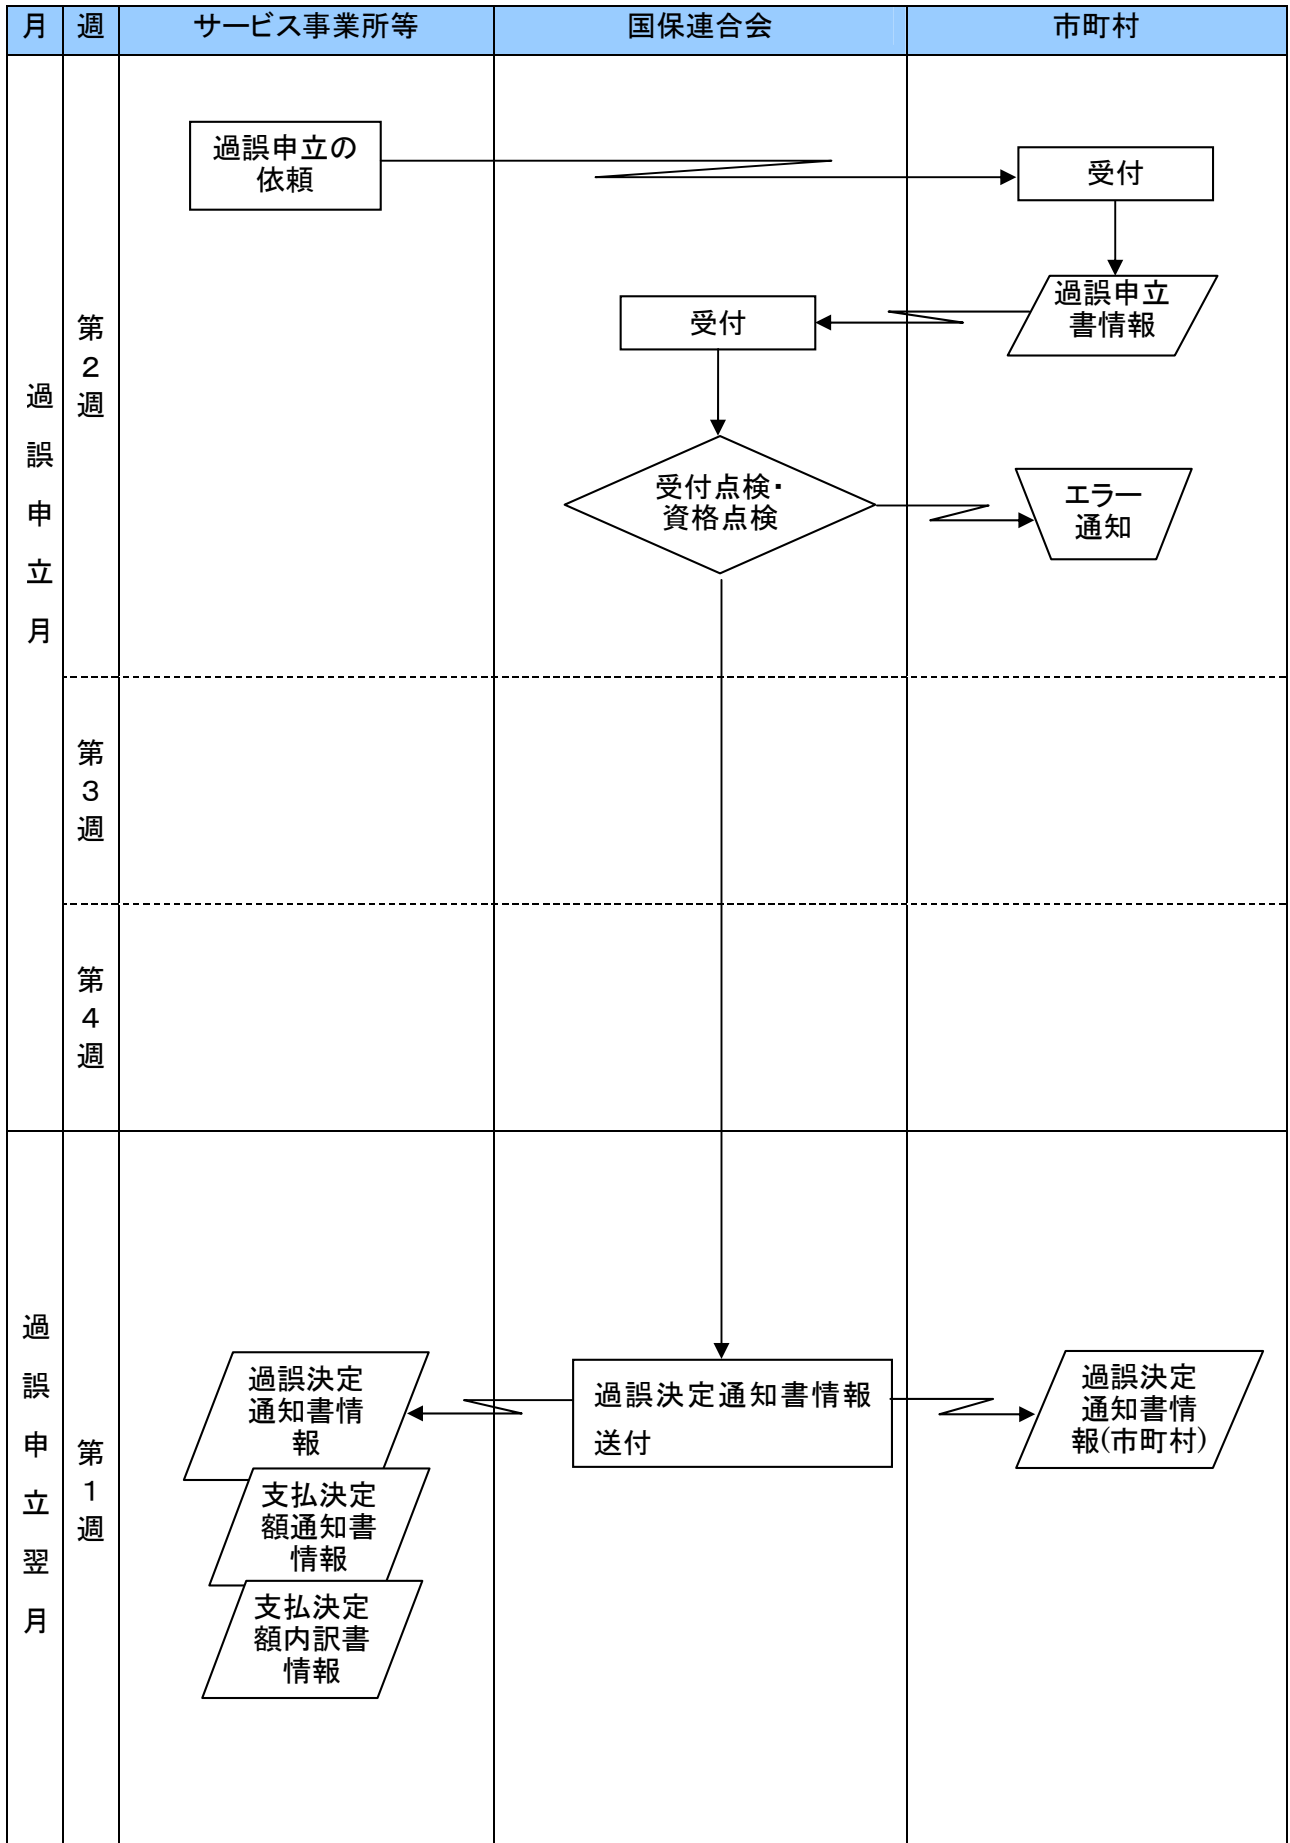 月 週 サービス事業所等 国保連合会 市町村
過誤申立月
第2週
過誤申立の
依頼
受付
過誤申立
書情報
受付
受付点検・
資格点検
エラー
通知
第3週
第4週
過誤申立翌月
第1週
過誤決定
通知書情
報
過誤決定通知書情報
送付
過誤決定
通知書情
報(市町村)
支払決定
額通知書
情報
支払決定
額内訳書
情報